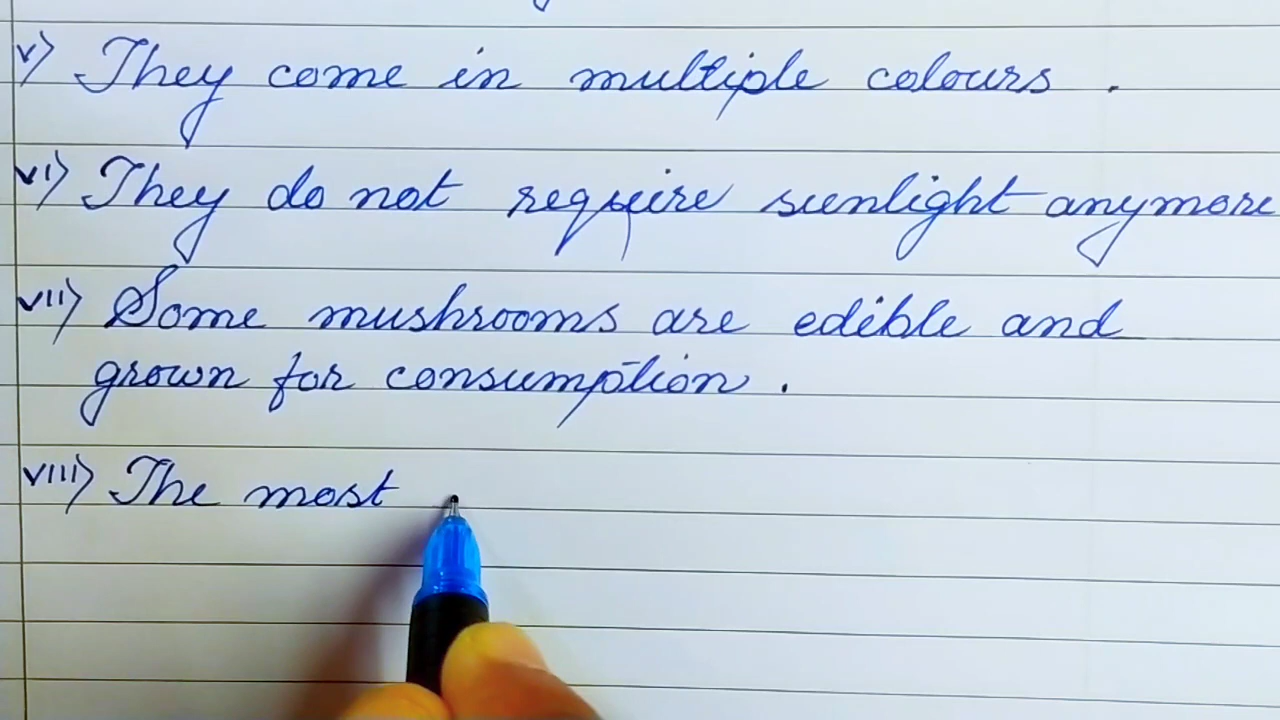 v) They come in multiple colours .
vi) They do not require sunlight anymore
vii) Some mushrooms are edible and
grown for consumption .
viii) The most